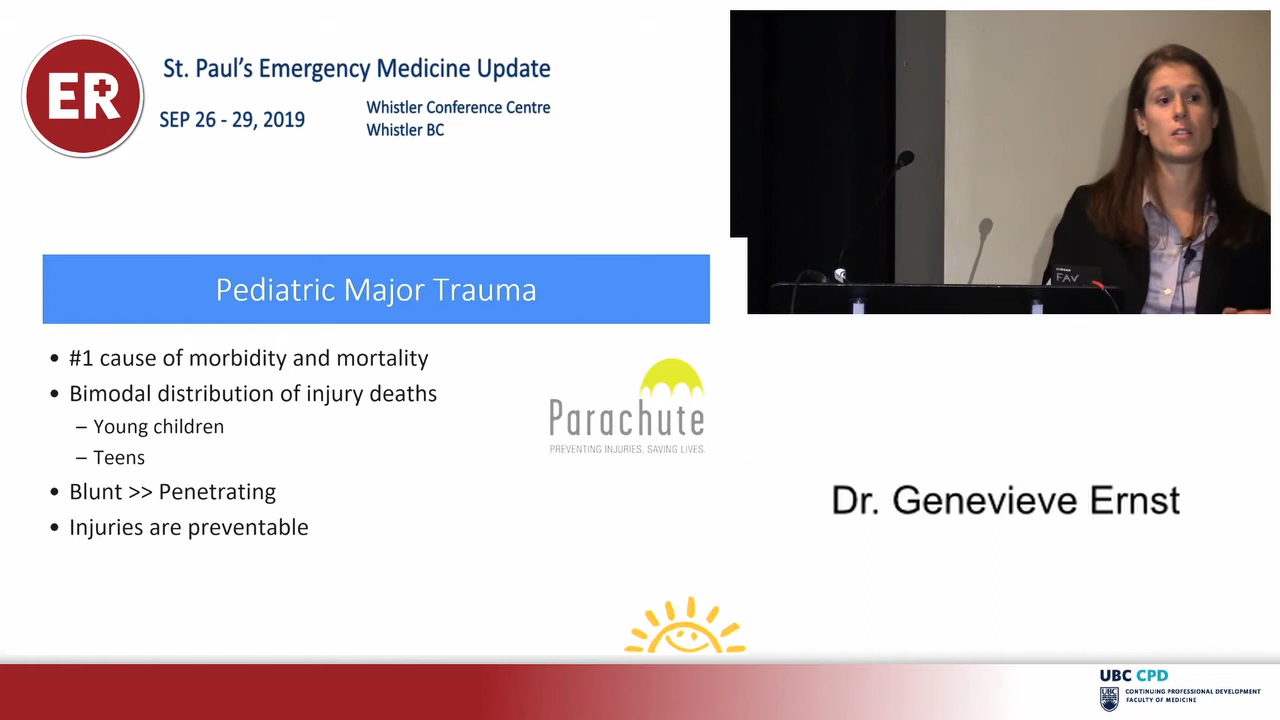 ER
St. Paul's Emergency Medicine Update
SEP 26 - 29, 2019
Whistler Conference Centre
Whistler BC
Pediatric Major Trauma
• #1 cause of morbidity and mortality
• Bimodal distribution of injury deaths
– Young children
– Teens
• Blunt >> Penetrating
• Injuries are preventable
Parachute
PREVENTING INJURIES. SAVING LIVES.
Dr. Genevieve Ernst
UBC CPD
CONTINUING PROFESSIONAL DEVELOPMENT
FACULTY OF MEDICINE